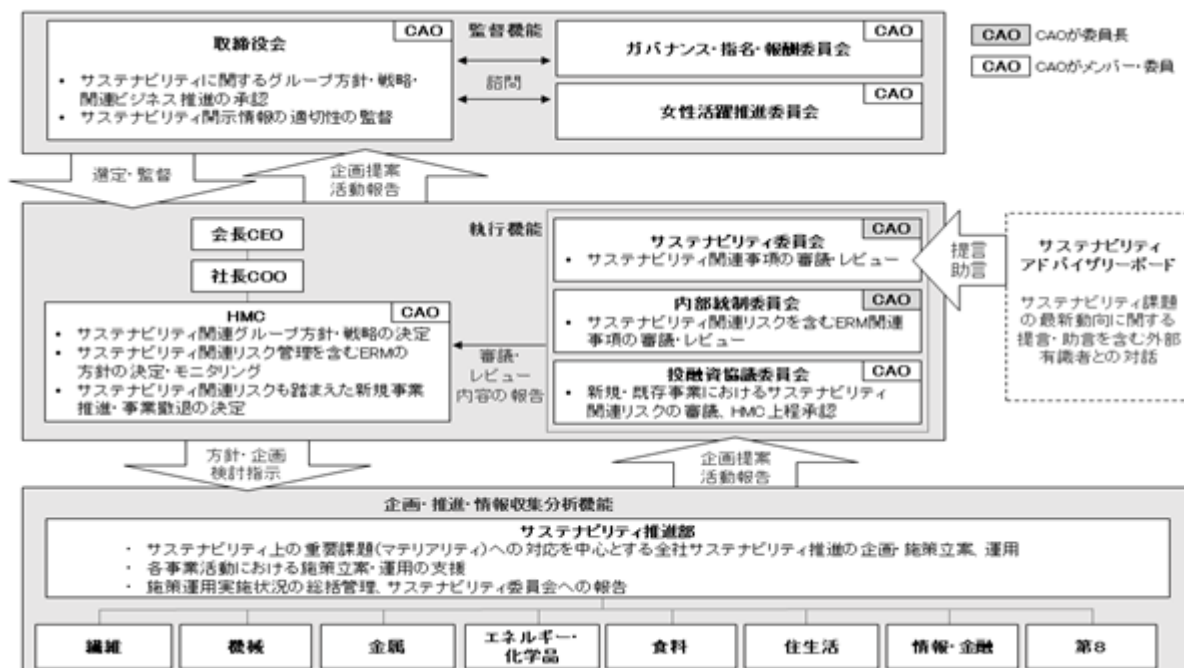 取締役会
CAO
・ サステナビリティに関するグループ方針・戦略・
関連ビジネス推進の承認
・ サステナビリティ開示情報の適切性の監督
監督機能
諮問
ガバナンス・指名・報酬委員会
CAO
女性活躍推進委員会
CAO
CAO CAOが委員長
CAO CAOがメンバー・委員
選定・監督
企画提案
活動報告
会長CEO
社長COO
HMC
CAO
・ サステナビリティ関連グループ方針・戦略の決定
・ サステナビリティ関連リスク管理を含むERMの
方針の決定・モニタリング
・ サステナビリティ関連リスクも踏まえた新規事業
推進・事業撤退の決定
執行機能
審議・
レビュー
内容の報告
サステナビリティ委員会
CAO
・ サステナビリティ関連事項の審議・レビュー
内部統制委員会
CAO
・ サステナビリティ関連リスクを含むERM関連
事項の審議・レビュー
投融資協議委員会
CAO
・ 新規・既存事業におけるサステナビリティ
関連リスクの審議、HMC上程承認
提言
助言
サステナビリティ
アドバイザリーボード
サステナビリティ課題
の最新動向に関する
提言・助言を含む外部
有識者との対話
方針・企画
検討指示
企画提案
活動報告
企画・推進・情報収集分析機能
サステナビリティ推進部
・ サステナビリティ上の重要課題(マテリアリティ)への対応を中心とする全社サステナビリティ推進の企画・施策立案、運用
・ 各事業活動における施策立案・運用の支援
・ 施策運用実施状況の総括管理、サステナビリティ委員会への報告
繊維
機械
金属
エネルギー・
化学品
食料
住生活
情報・金融
第8